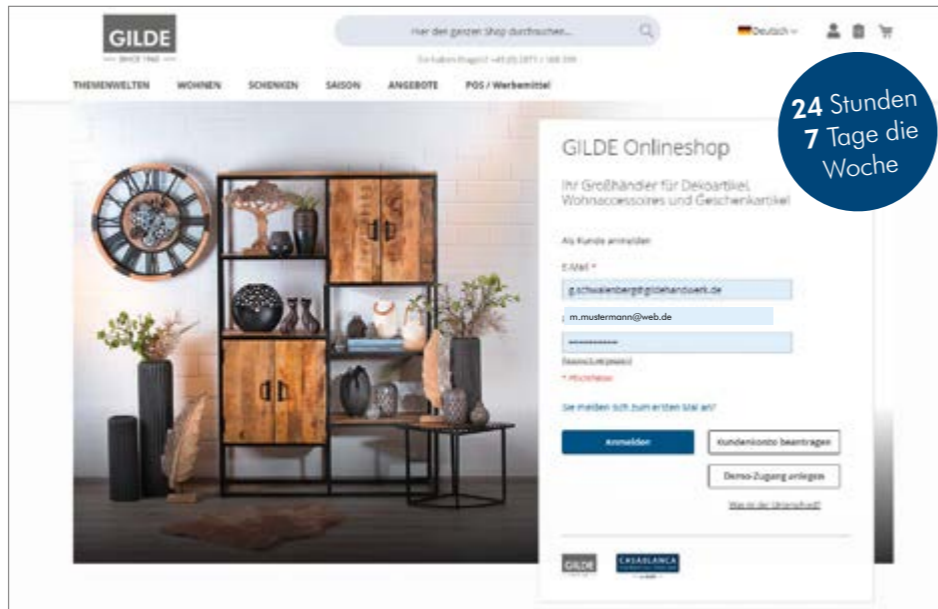 GILDE
SINCE 1960
Hier den ganzen Shop durchsuchen...
Deutsch
THEMENWELTEN WOHNEN SCHENKEN SAISON ANGEBOTE POS / Werbemittel
24 Stunden
7 Tage die
Woche
GILDE Onlineshop
Ihr Großhändler für Dekoartikel,
Wohnaccessoires und Geschenkartikel
Als Kunde anmelden
E-Mail *
g.schwalenberg@gildehandwerk.de
m.mustermann@web.de
* Pflichtfelder
Sie melden sich zum ersten Mal an?
Anmelden
Kundenkonto beantragen
Demo-Zugang anlegen
Was ist der Unterschied?
GILDE
CASABLANCA